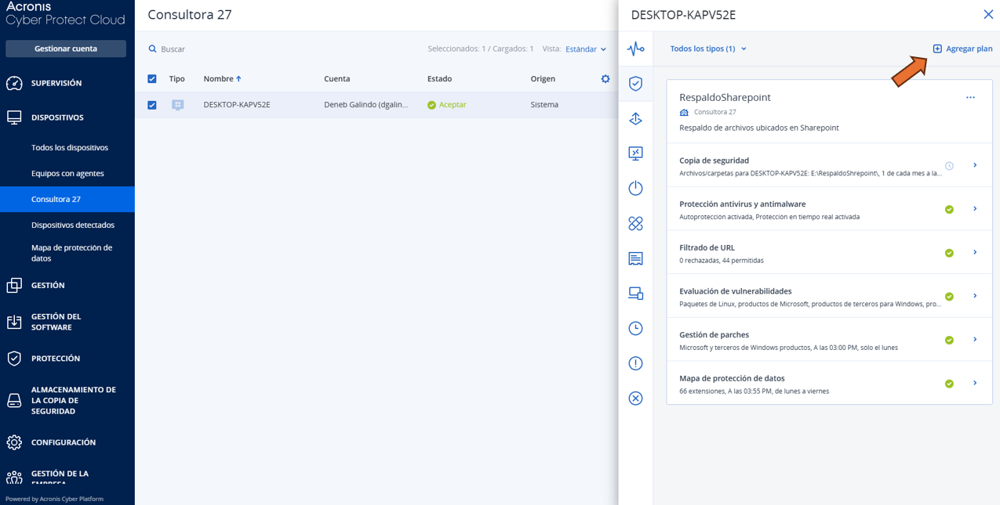 Acronis
Cyber Protect Cloud
Gestionar cuenta
SUPERVISIÓN
DISPOSITIVOS
Todos los dispositivos
Equipos con agentes
Consultora 27
Dispositivos detectados
Mapa de protección de
datos
GESTIÓN
GESTIÓN DEL
SOFTWARE
PROTECCIÓN
ALMACENAMIENTO DE
LA COPIA DE
SEGURIDAD
CONFIGURACIÓN
GESTIÓN DE LA
EMPRESA
Powered by Acronis Cyber Platform
Consultora 27
Buscar
Seleccionados: 1 / Cargados: 1 Vista: Estándar
Tipo Nombre Cuenta Estado Origen
DESKTOP-KAPV52E Deneb Galindo (dgalin... Aceptar Sistema
DESKTOP-KAPV52E
Todos los tipos (1) Agregar plan
RespaldoSharepoint
Consultora 27
Respaldo de archivos ubicados en Sharepoint
Copia de seguridad
Archivos/carpetas para DESKTOP-KAPV52E: E:\RespaldoShrepoint\, 1 de cada mes a la...
Protección antivirus y antimalware
Autoprotección activada, Protección en tiempo real activada
Filtrado de URL
0 rechazadas, 44 permitidas
Evaluación de vulnerabilidades
Paquetes de Linux, productos de Microsoft, productos de terceros para Windows, pro...
Gestión de parches
Microsoft y terceros de Windows productos, A las 03:00 PM, sólo el lunes
Mapa de protección de datos
66 extensiones, A las 03:55 PM, de lunes a viernes